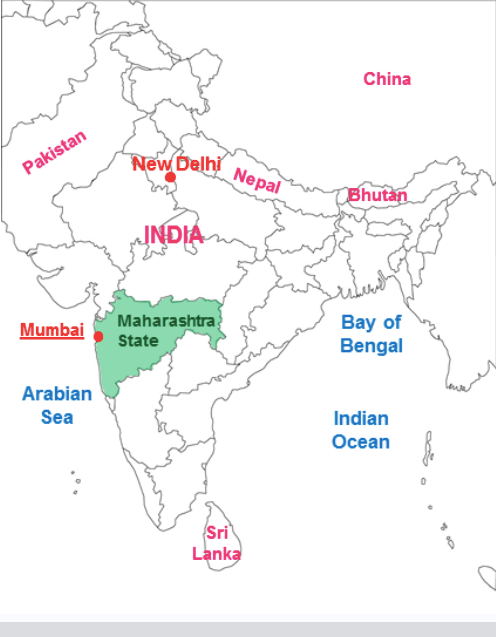 China
Pakistan
New Delhi
Nepal
Bhutan
INDIA
Maharashtra
State
Mumbai
Bay of
Bengal
Arabian
Sea
Indian
Ocean
Sri
Lanka